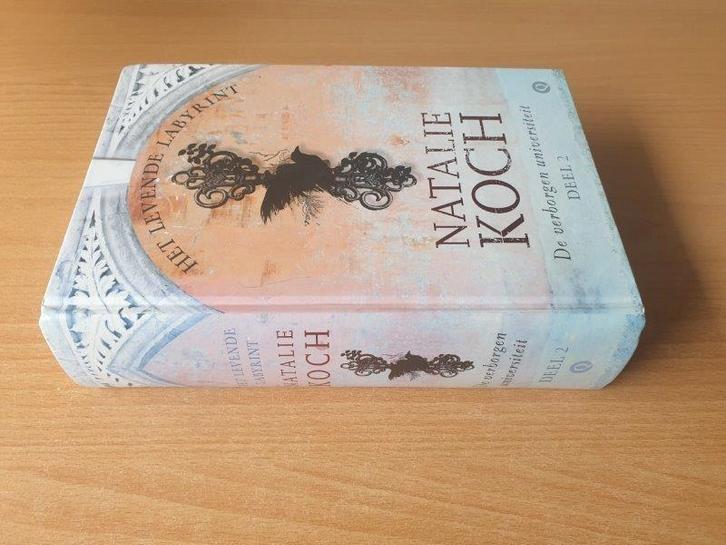 HET LEVENDE LABYRINT
NATALIE
KOCH
De verborgen universiteit
DEEL 2
HET LEVENDE
LABYRINT
NATALIE
KOCH
De verborgen
universiteit
DEEL 2